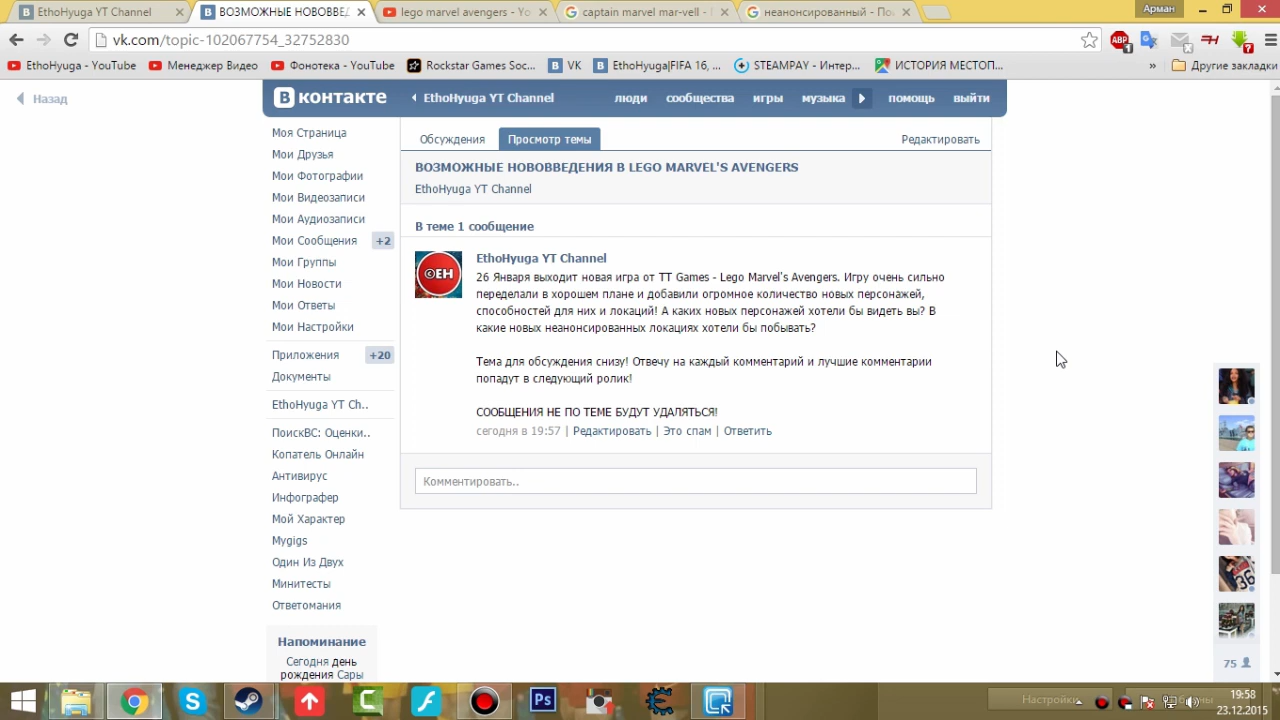 EthoHyuga YT Channel
ВОЗМОЖНЫЕ НОВОВВЕД
lego marvel avengers - Yo
captain marvel mar-vell -
неанонсированный - Пои
Арман
vk.com/topic-102067754_32752830
ABP
1
EthoHyuga - YouTube
Менеджер Видео
Фонотека - YouTube
Rockstar Games Soc...
VK
EthoHyuga|FIFA 16, ...
STEAMPAY - Интер...
ИСТОРИЯ МЕСТОП...
»
Другие закладки
Назад
В контакте
EthoHyuga YT Channel
люди
сообщества
игры
музыка
помощь
выйти
Моя Страница
Мои Друзья
Мои Фотографии
Мои Видеозаписи
Мои Аудиозаписи
Мои Сообщения +2
Мои Группы
Мои Новости
Мои Ответы
Мои Настройки
Приложения +20
Документы
EthoHyuga YT Ch..
ПоискВС: Оценки..
Копатель Онлайн
Антивирус
Инфографер
Мой Характер
Mygigs
Один Из Двух
Минитесты
Ответомания
Напоминание
Сегодня день
рождения Сары
Обсуждения
Просмотр темы
Редактировать
ВОЗМОЖНЫЕ НОВОВВЕДЕНИЯ В LEGO MARVEL'S AVENGERS
EthoHyuga YT Channel
В теме 1 сообщение
©EH
EthoHyuga YT Channel
26 Января выходит новая игра от TT Games - Lego Marvel's Avengers. Игру очень сильно
переделали в хорошем плане и добавили огромное количество новых персонажей,
способностей для них и локаций! А каких новых персонажей хотели бы видеть вы? В
какие новых неанонсированных локациях хотели бы побывать?
Тема для обсуждения снизу! Отвечу на каждый комментарий и лучшие комментарии
попадут в следующий ролик!
СООБЩЕНИЯ НЕ ПО ТЕМЕ БУДУТ УДАЛЯТЬСЯ!
сегодня в 19:57 | Редактировать | Это спам | Ответить
Комментировать..
36
75
Ps
Настройки
19:58
23.12.2015